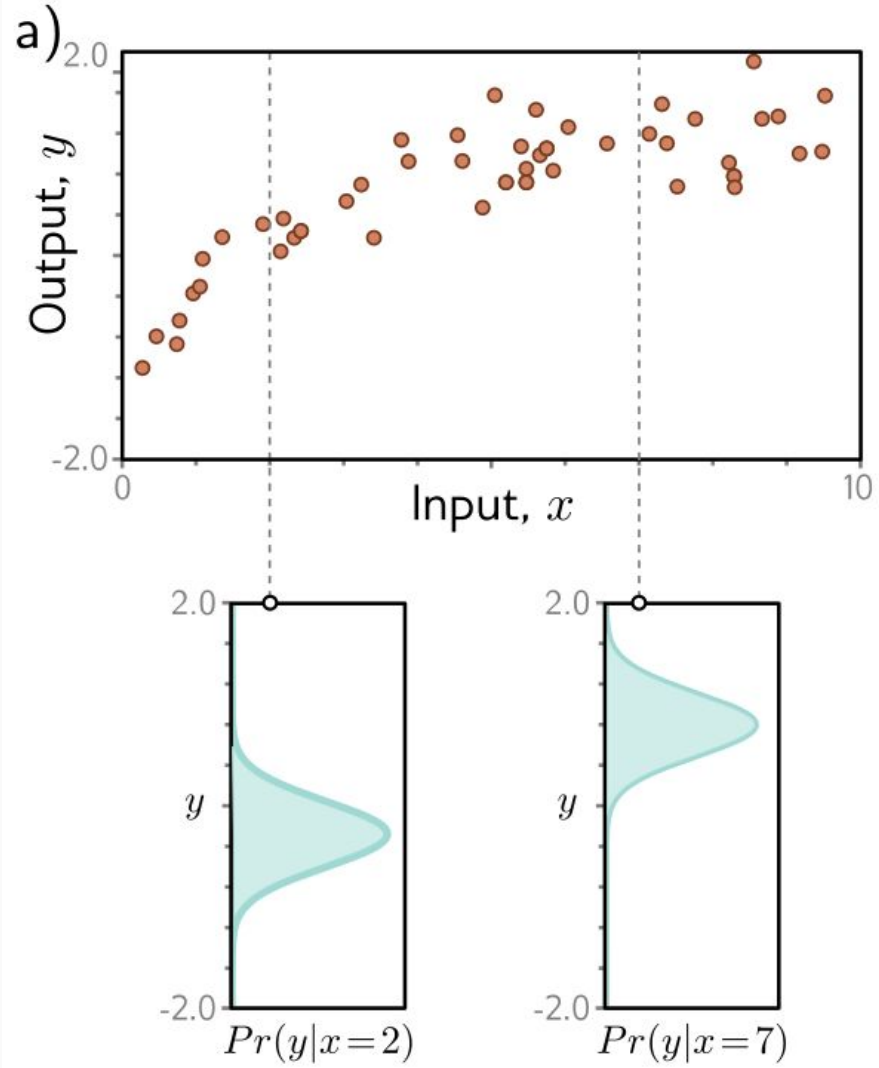 a)
2.0
Output, y
-2.0
0
10
Input, x
2.0
2.0
y
y
-2.0
-2.0
Pr(y|x=2)
Pr(y|x=7)